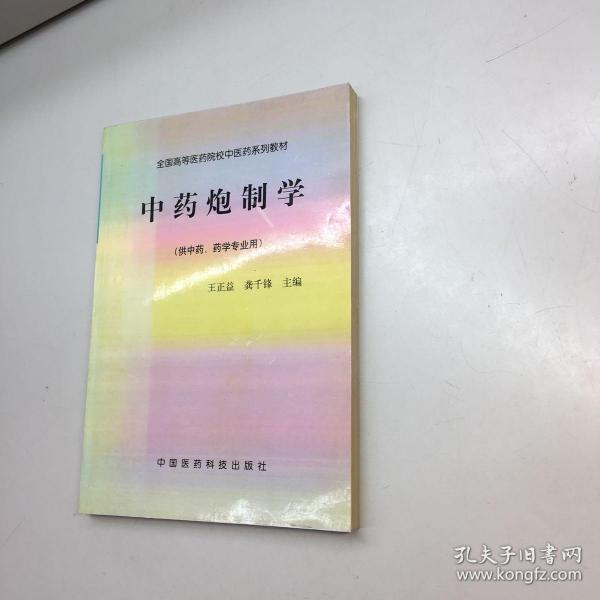 全国高等医药院校中医药系列教材
中药炮制学
(供中药、药学专业用)
王正益 龚千锋 主编
中国医药科技出版社
孔夫子旧书网
www.kongfz.com